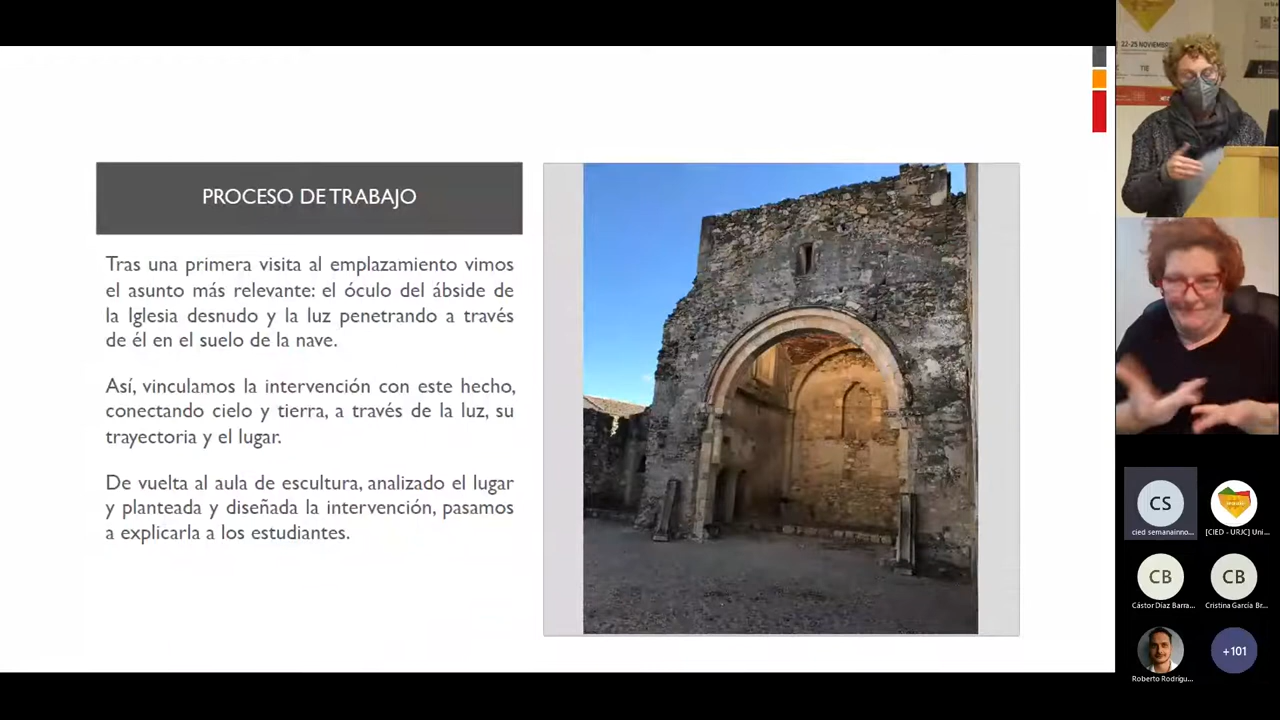 PROCESO DE TRABAJO
Tras una primera visita al emplazamiento vimos
el asunto más relevante: el óculo del ábside de
la Iglesia desnudo y la luz penetrando a través
de él en el suelo de la nave.
Así, vinculamos la intervención con este hecho,
conectando cielo y tierra, a través de la luz, su
trayectoria y el lugar.
De vuelta al aula de escultura, analizado el lugar
y planteada y diseñada la intervención, pasamos
a explicarla a los estudiantes.
22-25 NOVIEMBRE
TIE
CS
cied semanainno...
[CIED - URJC] Uni...
CB
Cástor Díaz Barra...
CB
Cristina García Br...
Roberto Rodrígu...
+101